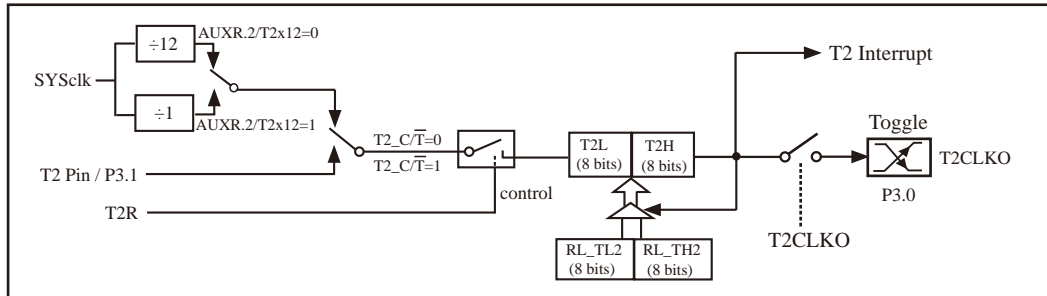 ÷12
AUXR.2/T2x12=0
SYSclk
÷1
AUXR.2/T2x12=1
T2 Pin / P3.1
T2R
T2_C/T̅=0
T2_C/T̅=1
control
T2L
(8 bits)
T2H
(8 bits)
RL_TL2
(8 bits)
RL_TH2
(8 bits)
T2 Interrupt
Toggle
T2CLKO
P3.0
T2CLKO